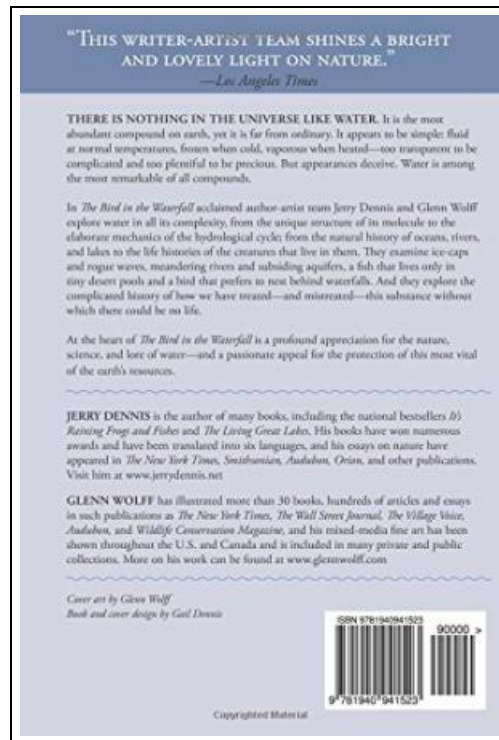 “THIS WRITER-ARTIST TEAM SHINES A BRIGHT
AND LOVELY LIGHT ON NATURE.”
—Los Angeles Times
THERE IS NOTHING IN THE UNIVERSE LIKE WATER. It is the most
abundant compound on earth, yet it is far from ordinary. It appears to be simple: fluid
at normal temperatures, frozen when cold, vaporous when heated—too transparent to be
complicated and too plentiful to be precious. But appearances deceive. Water is among
the most remarkable of all compounds.
In The Bird in the Waterfall acclaimed author-artist team Jerry Dennis and Glenn Wolff
explore water in all its complexity, from the unique structure of its molecule to the
elaborate mechanics of the hydrological cycle; from the natural history of oceans, rivers,
and lakes to the life histories of the creatures that live in them. They examine ice-caps
and rogue waves, meandering rivers and subsiding aquifers, a fish that lives only in
tiny desert pools and a bird that prefers to nest behind waterfalls. And they explore the
complicated history of how we have treated—and mistreated—this substance without
which there could be no life.
At the heart of The Bird in the Waterfall is a profound appreciation for the nature,
science, and lore of water—and a passionate appeal for the protection of this most vital
of the earth's resources.
JERRY DENNIS is the author of many books, including the national bestsellers It's
Raining Frogs and Fishes and The Living Great Lakes. His books have won numerous
awards and have been translated into six languages, and his essays on nature have
appeared in The New York Times, Smithsonian, Audubon, Orion, and other publications.
Visit him at www.jerrydennis.net
GLENN WOLFF has illustrated more than 30 books, hundreds of articles and essays
in such publications as The New York Times, The Wall Street Journal, The Village Voice,
Audubon, and Wildlife Conservation Magazine, and his mixed-media fine art has been
shown throughout the U.S. and Canada and is included in many private and public
collections. More on his work can be found at www.glennwolff.com
Cover art by Glenn Wolff
Book and cover design by Gail Dennis
ISBN 9781940941523
90000 >
9 781940 941523
Copyrighted Material